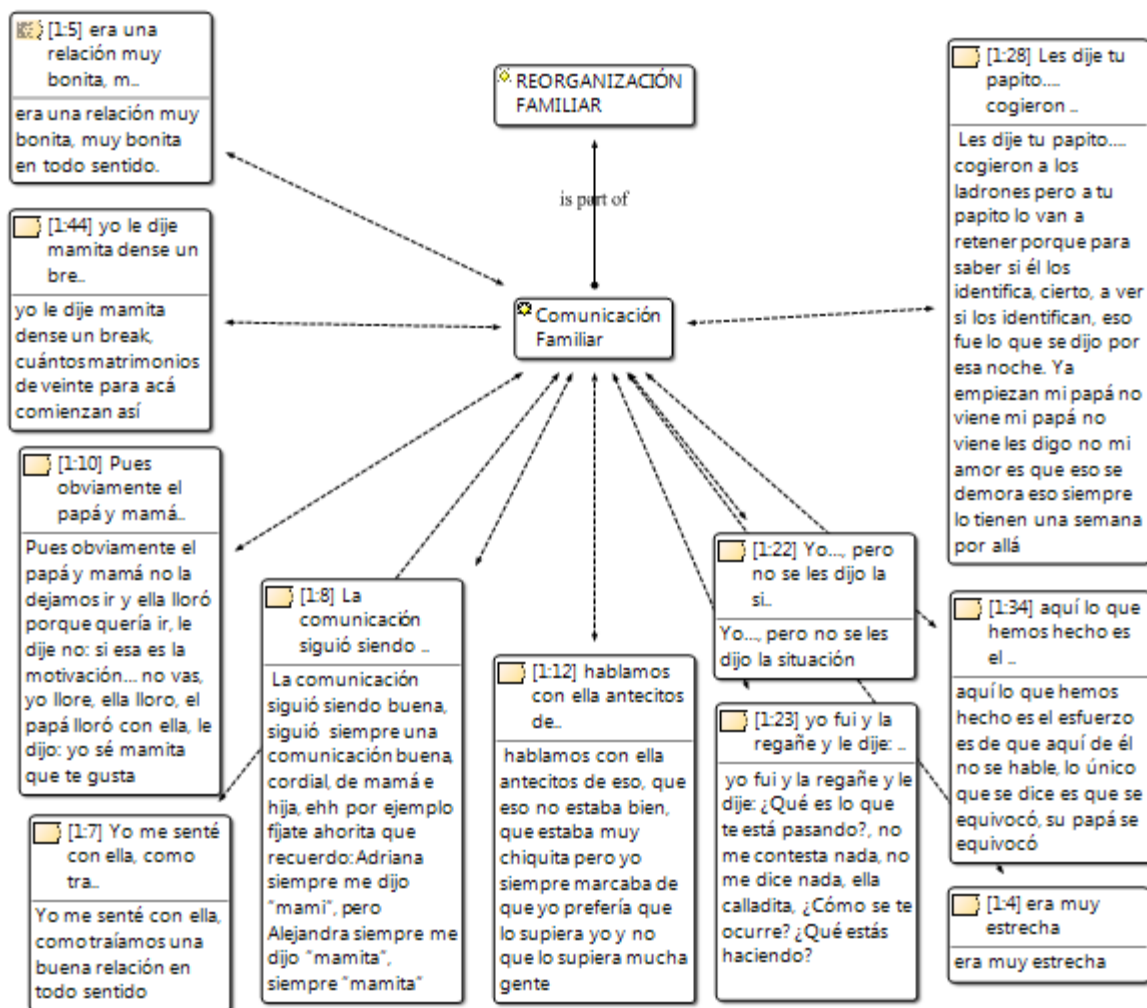 [1:5] era una
relación muy
bonita, m..
era una relación muy
bonita, muy bonita
en todo sentido.
REORGANIZACIÓN
FAMILIAR
is part of
Comunicación
Familiar
[1:28] Les dije tu
papito....
cogieron ..
Les dije tu papito....
cogieron a los
ladrones pero a tu
papito lo van a
retener porque para
saber si él los
identifica, cierto, a ver
si los identifican, eso
fue lo que se dijo por
esa noche. Ya
empiezan mi papá no
viene mi papá no
viene les digo no mi
amor es que eso se
demora eso siempre
lo tienen una semana
por allá
[1:44] yo le dije
mamita dense un
bre..
yo le dije mamita
dense un break,
cuántos matrimonios
de veinte para acá
comienzan así
[1:10] Pues
obviamente el
papá y mamá..
Pues obviamente el
papá y mamá no la
dejamos ir y ella lloró
porque quería ir, le
dije no: si esa es la
motivación... no vas,
yo llore, ella lloro, el
papá lloró con ella, le
dijo: yo sé mamita
que te gusta
[1:7] Yo me senté
con ella, como
tra..
Yo me senté con ella,
como traíamos una
buena relación en
todo sentido
[1:8] La
comunicación
siguió siendo ..
La comunicación
siguió siendo buena,
siguió siempre una
comunicación buena,
cordial, de mamá e
hija, ehh por ejemplo
fíjate ahorita que
recuerdo: Adriana
siempre me dijo
"mami", pero
Alejandra siempre me
dijo "mamita",
siempre "mamita"
[1:12] hablamos
con ella antecitos
de..
hablamos con ella
antecitos de eso, que
eso no estaba bien,
que estaba muy
chiquita pero yo
siempre marcaba de
que yo prefería que
lo supiera yo y no
que lo supiera mucha
gente
[1:22] Yo..., pero
no se les dijo la
si..
Yo..., pero no se les
dijo la situación
[1:23] yo fui y la
regañe y le dije: ..
yo fui y la regañe y le
dije: ¿Qué es lo que
te está pasando?, no
me contesta nada, no
me dice nada, ella
calladita, ¿Cómo se te
ocurre? ¿Qué estás
haciendo?
[1:34] aquí lo que
hemos hecho es
el ..
aquí lo que hemos
hecho es el esfuerzo
es de que aquí de él
no se hable, lo único
que se dice es que se
equivocó, su papá se
equivocó
[1:4] era muy
estrecha
era muy estrecha